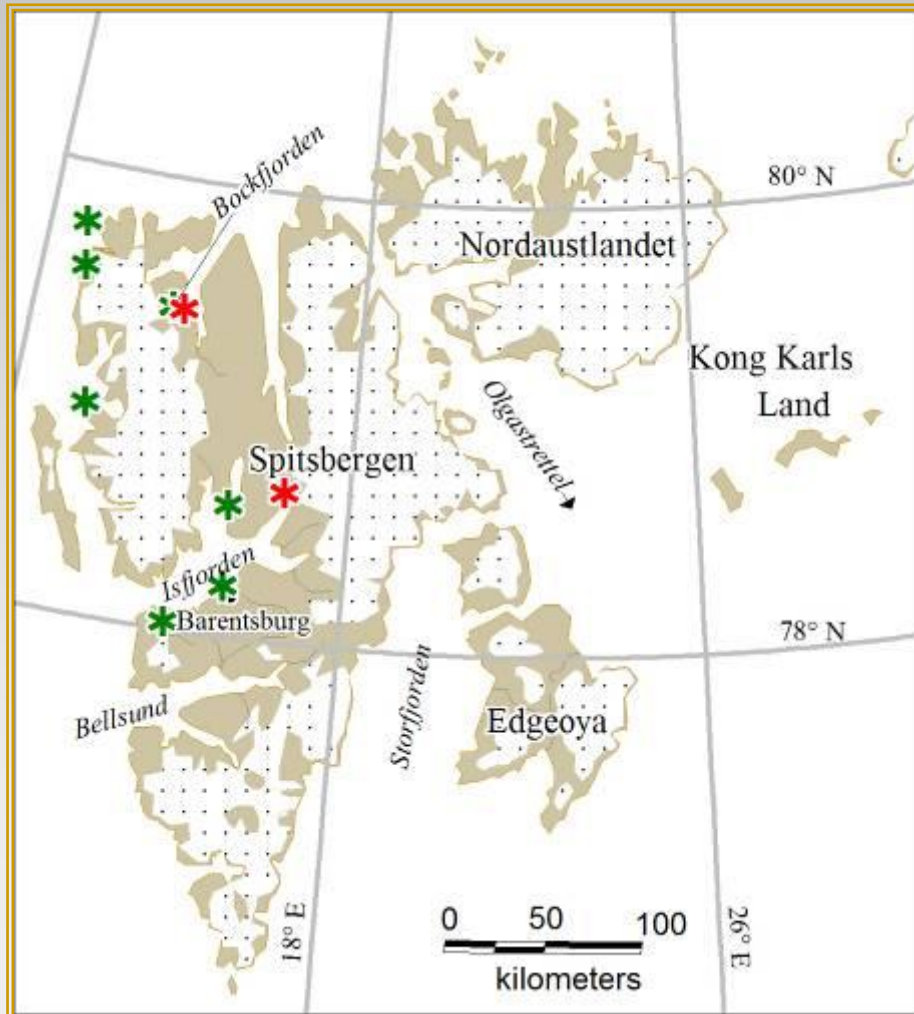 Bockfjorden
80° N
Nordaustlandet
Kong Karls
Land
Olgastrettel
Spitsbergen
Isfjorden
Barentsburg
78° N
Bellsund
Storfjorden
Edgeoya
18° E
26° E
0 50 100
kilometers